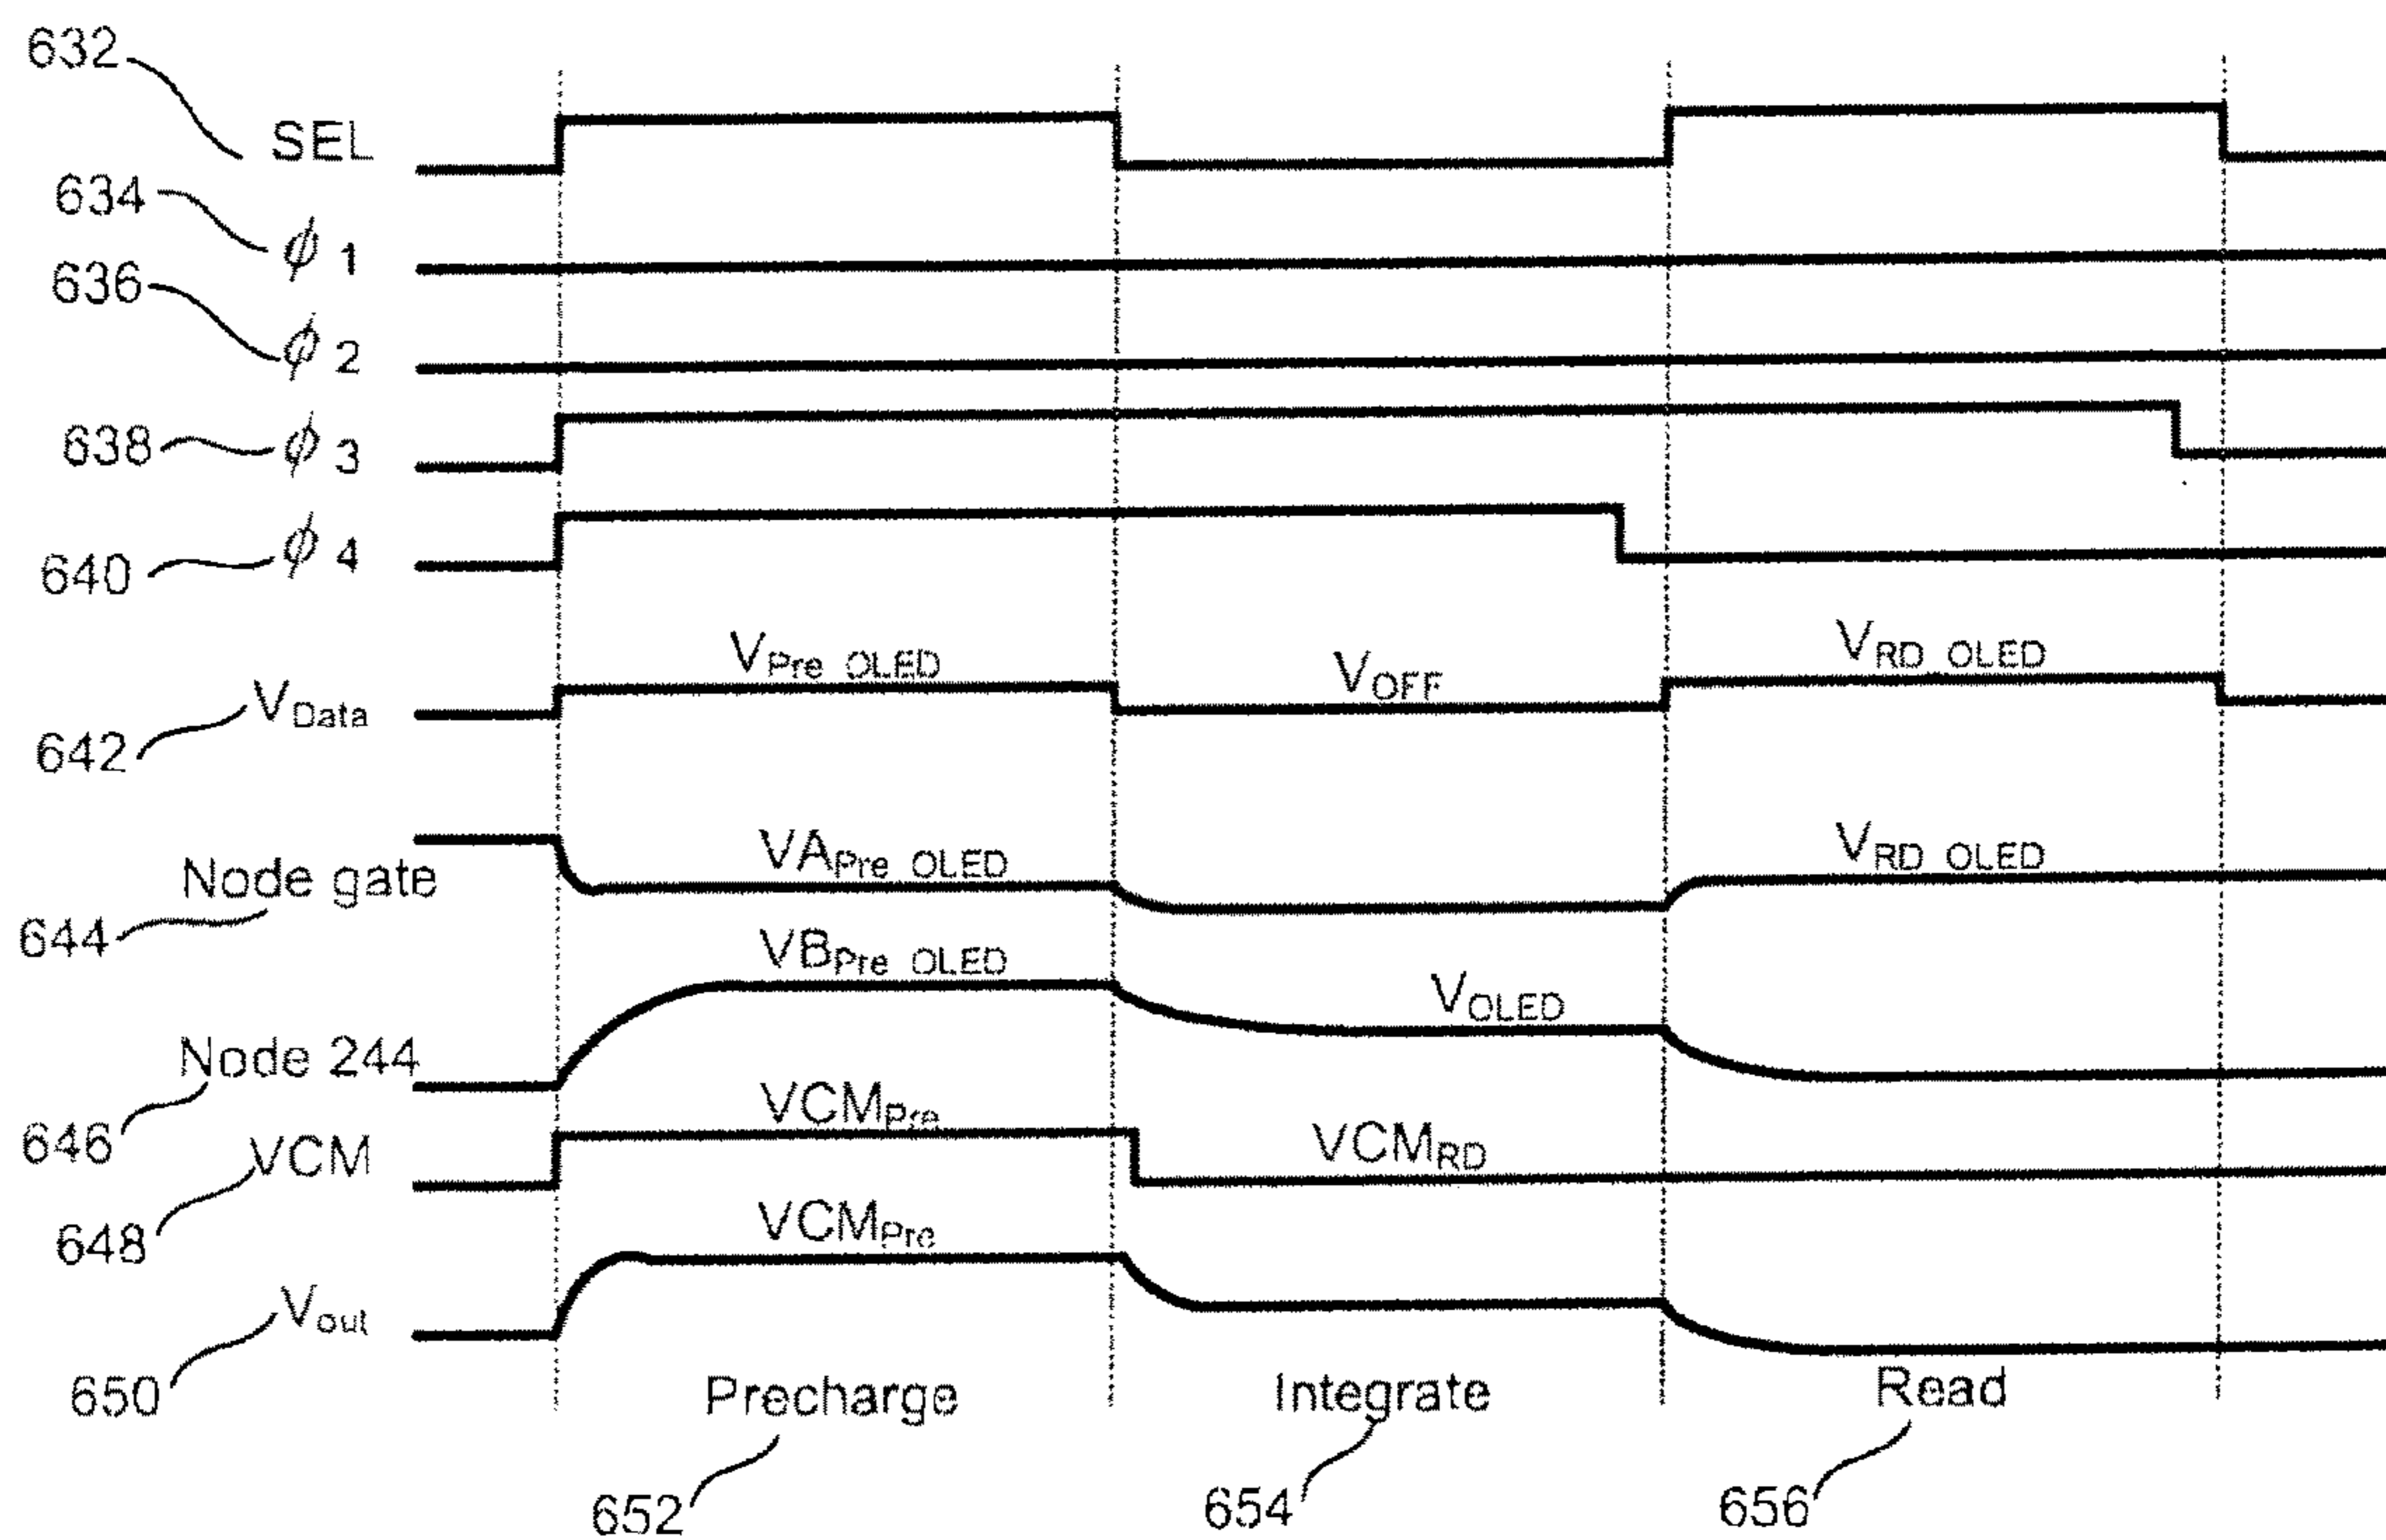 632
SEL
634
ϕ 1
636
ϕ 2
638
ϕ 3
640
ϕ 4
VPre OLED
VOFF
VRD OLED
VData
642
VAPre OLED
VRD OLED
Node gate
644
VBPre OLED
VOLED
Node 244
646
VCMPre
VCMRD
VCM
648
VCMPre
Vout
650
Precharge
Integrate
Read
652
654
656